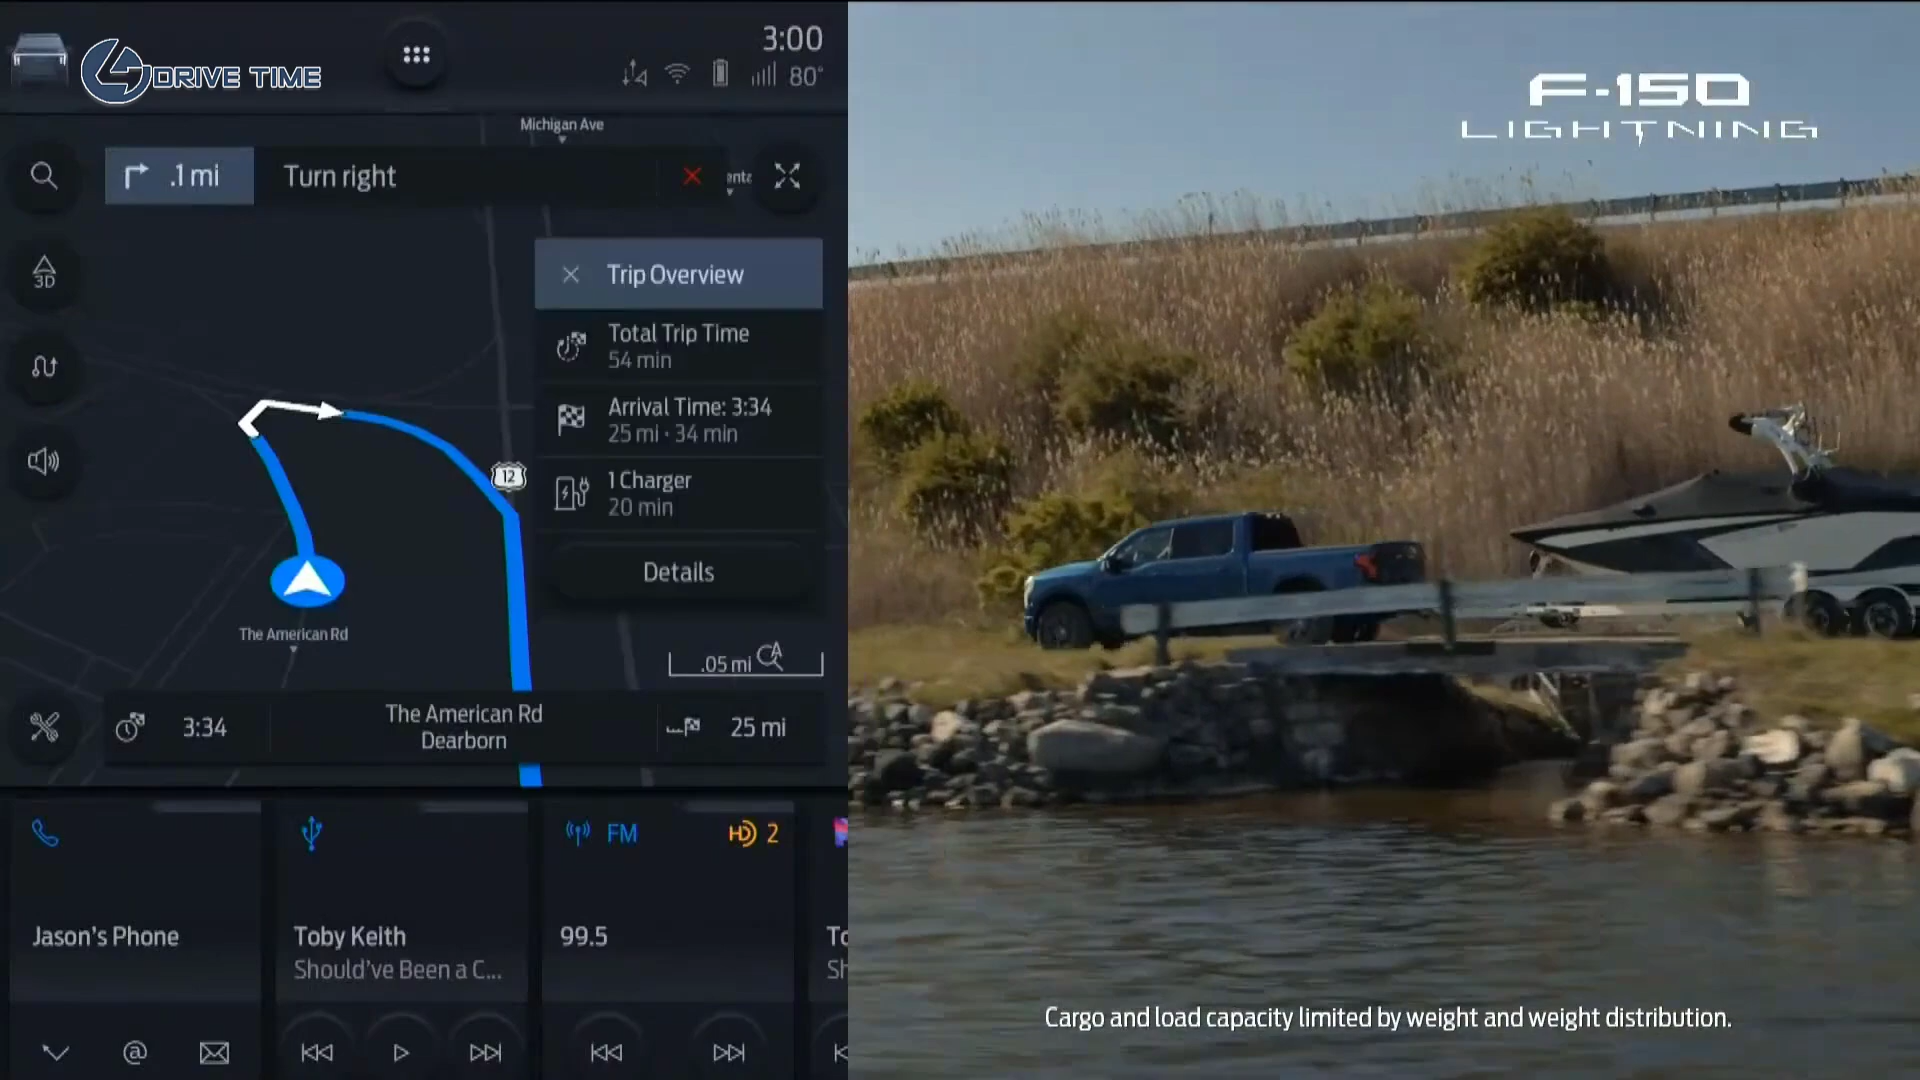 DRIVE TIME
3:00
80°
Michigan Ave
.1 mi
Turn right
3D
Trip Overview
Total Trip Time
54 min
Arrival Time: 3:34
25 mi · 34 min
1 Charger
20 min
Details
12
The American Rd
.05 mi
A
3:34
The American Rd
Dearborn
25 mi
FM
HD 2
Jason's Phone
Toby Keith
Should've Been a C...
99.5
@
F-150
LIGHTNING
Cargo and load capacity limited by weight and weight distribution.